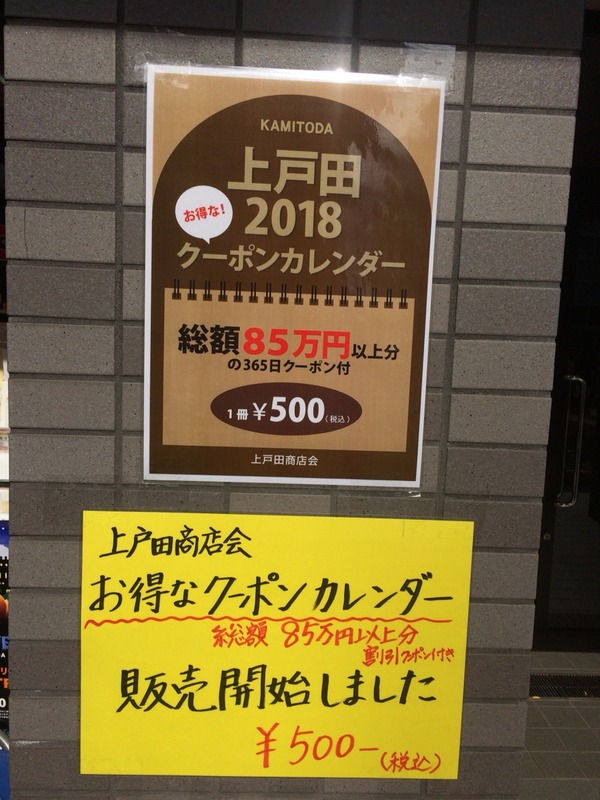 KAMITODA
上戸田
2018
お得な!
クーポンカレンダー
総額85万円以上分
の365日クーポン付
1冊¥500(税込)
上戸田商店会
上戸田商店会
お得なクーポンカレンダー
総額 85万円以上分
割引クーポン付き
販売開始しました
¥500-(税込)